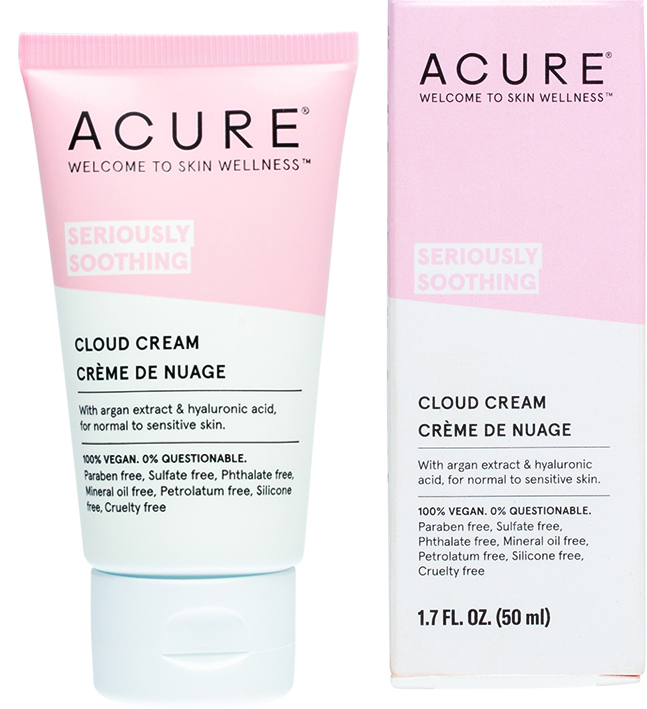 ACURE®
WELCOME TO SKIN WELLNESS™
SERIOUSLY
SOOTHING
CLOUD CREAM
CRÈME DE NUAGE
With argan extract & hyaluronic acid,
for normal to sensitive skin.
100% VEGAN. 0% QUESTIONABLE.
Paraben free, Sulfate free, Phthalate free,
Mineral oil free, Petrolatum free, Silicone
free, Cruelty free
ACURE®
WELCOME TO SKIN WELLNESS™
SERIOUSLY
SOOTHING
CLOUD CREAM
CRÈME DE NUAGE
With argan extract & hyaluronic
acid, for normal to sensitive skin.
100% VEGAN. 0% QUESTIONABLE.
Paraben free, Sulfate free,
Phthalate free, Mineral oil free,
Petrolatum free, Silicone free,
Cruelty free
1.7 FL. OZ. (50 ml)